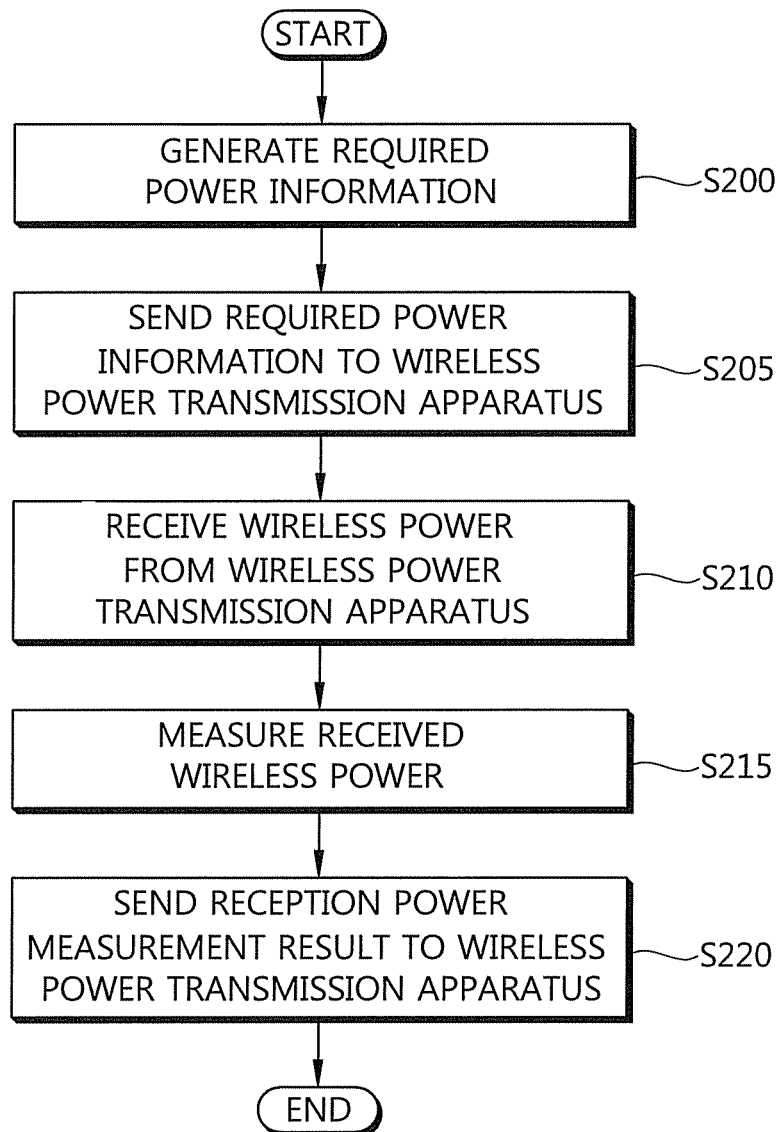 START
GENERATE REQUIRED
POWER INFORMATION
S200
SEND REQUIRED POWER
INFORMATION TO WIRELESS
POWER TRANSMISSION APPARATUS
S205
RECEIVE WIRELESS POWER
FROM WIRELESS POWER
TRANSMISSION APPARATUS
S210
MEASURE RECEIVED
WIRELESS POWER
S215
SEND RECEPTION POWER
MEASUREMENT RESULT TO WIRELESS
POWER TRANSMISSION APPARATUS
S220
END